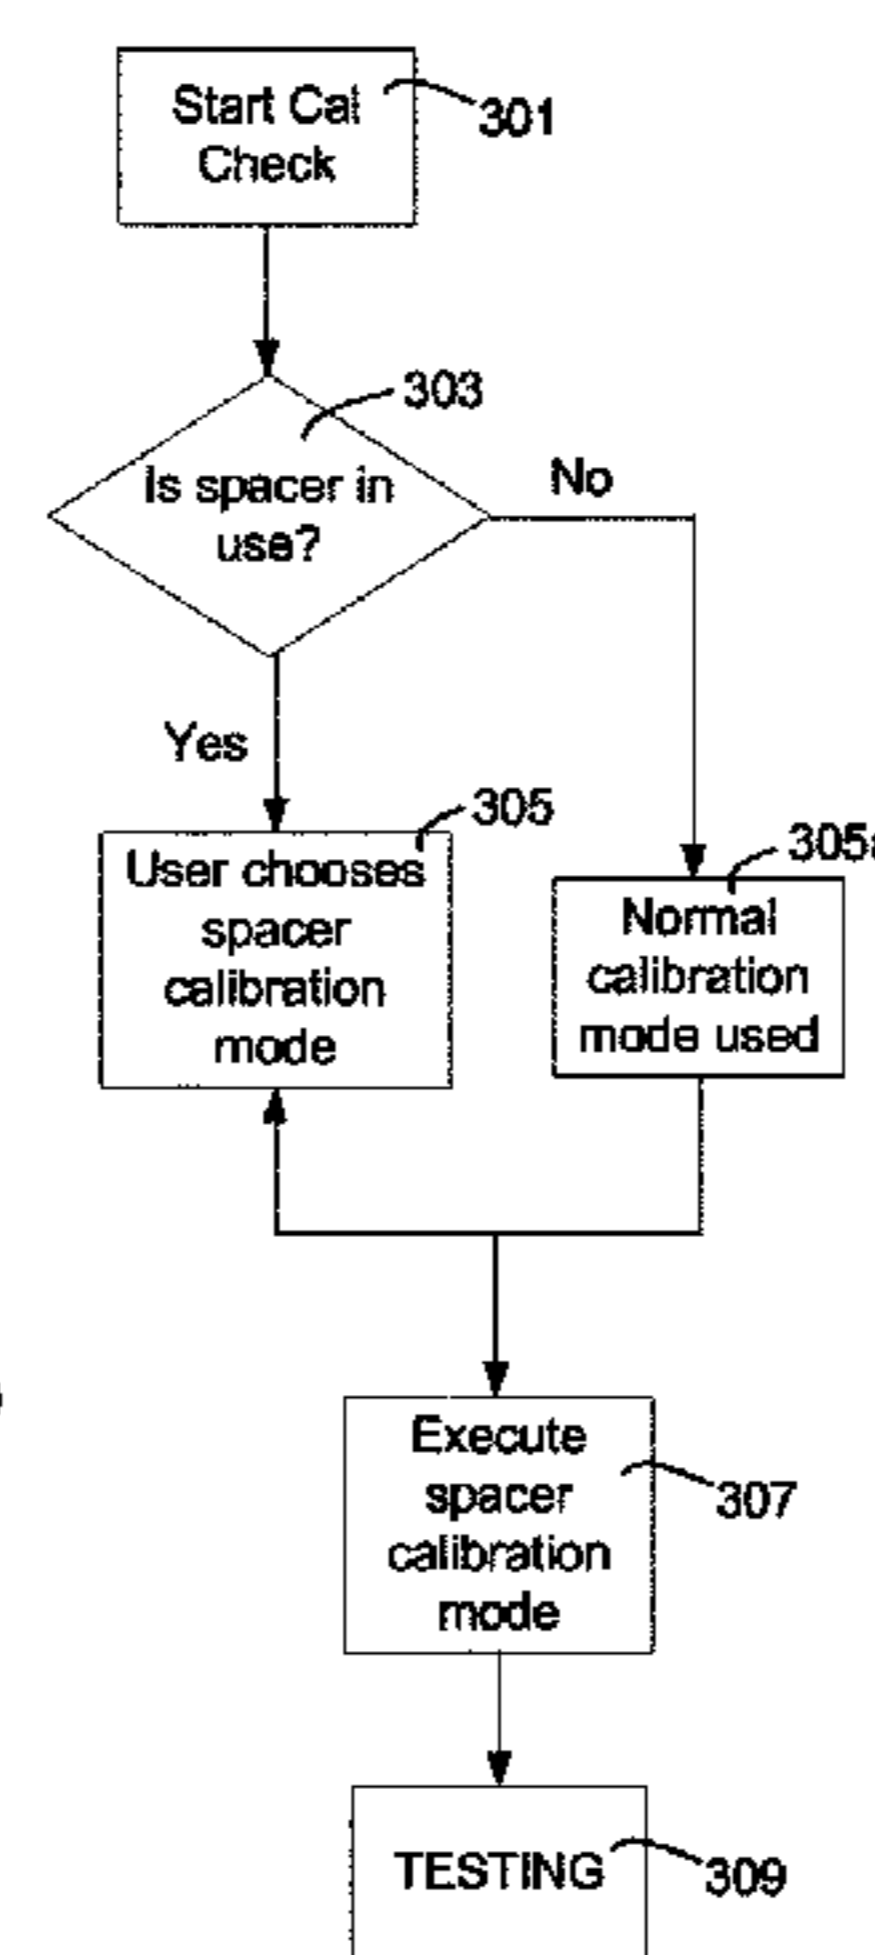 Start Cal
Check
301
303
Is spacer in
use?
No
Yes
305
User chooses
spacer
calibration
mode
305a
Normal
calibration
mode used
Execute
spacer
calibration
mode
307
TESTING
309